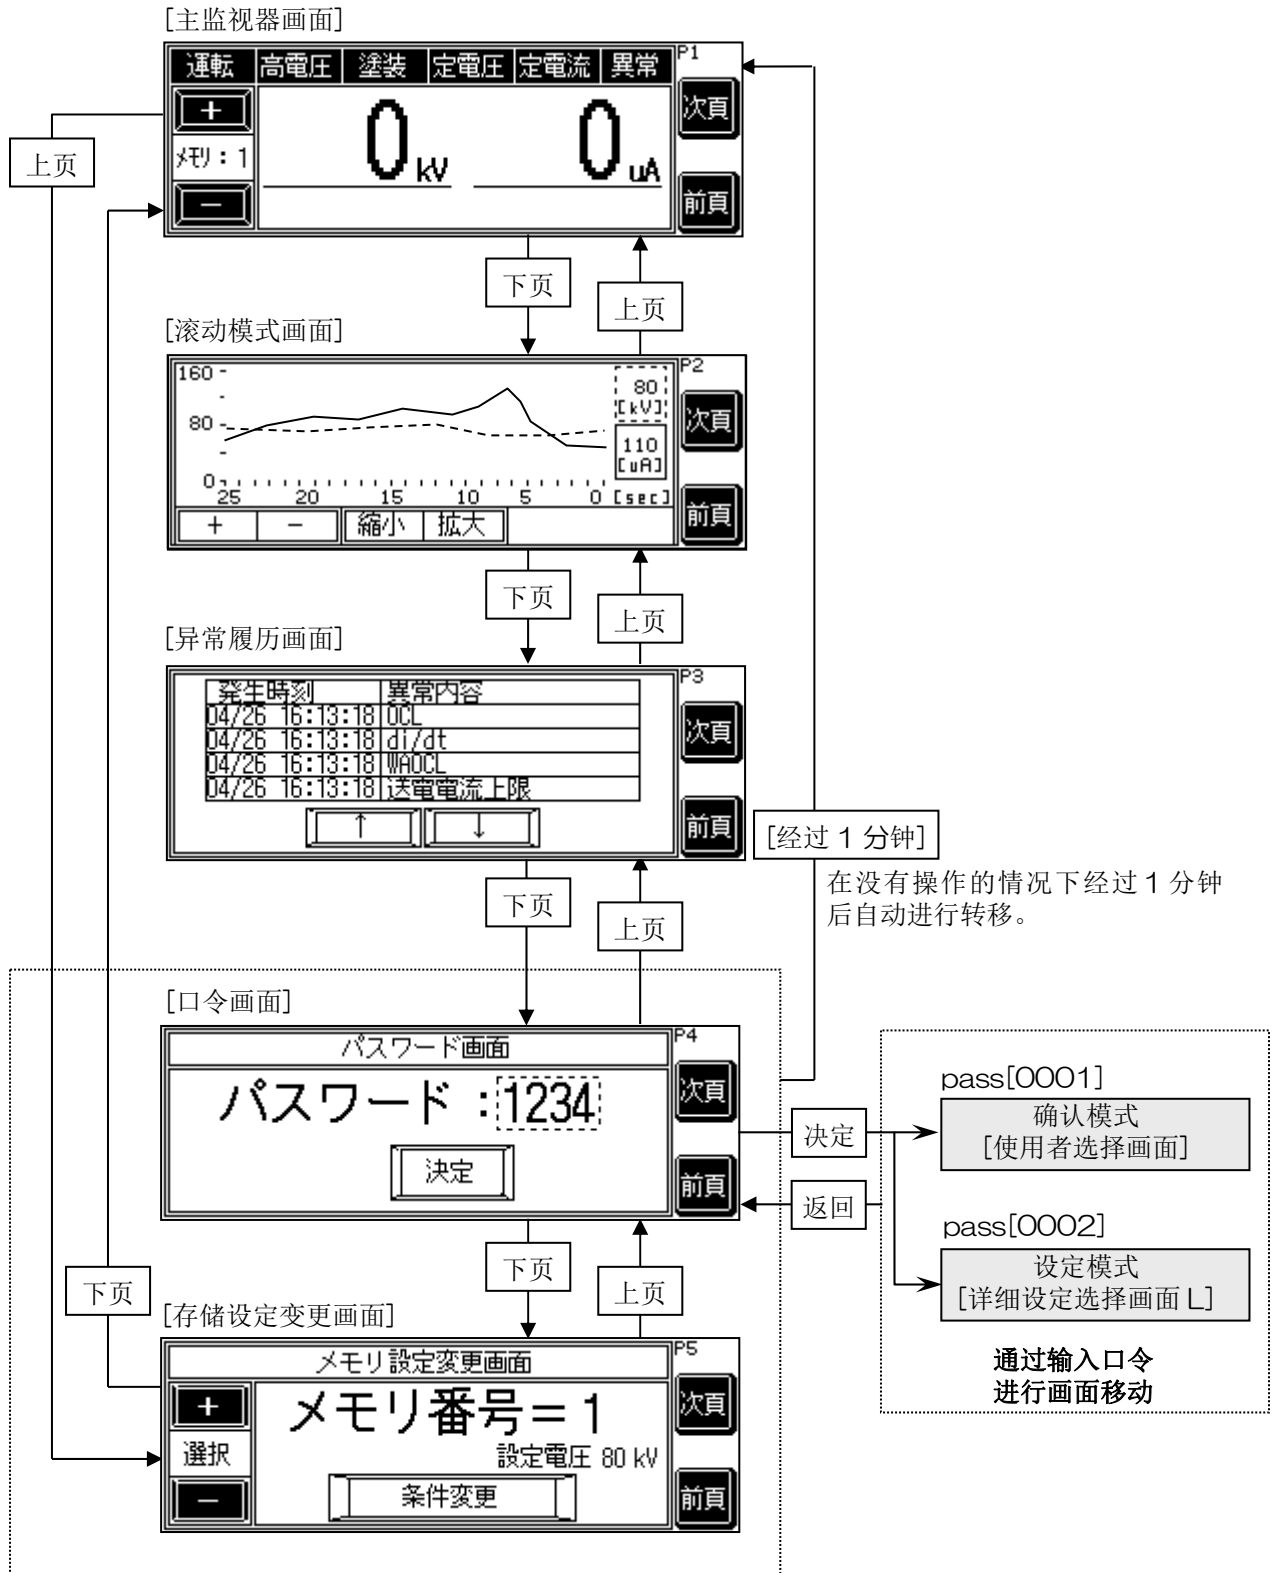 [主监视器画面]
運転 高電圧 塗装 定電圧 定電流 異常
P1
+
メモリ：1
−
0 kV
0 uA
次頁
前頁
上页
下页
上页
[滚动模式画面]
160
80
0
25 20 15 10 5 0 [sec]
80
[kV]
110
[uA]
+ − 縮小 拡大
P2
次頁
前頁
下页
上页
[异常履历画面]
発生時刻 異常内容
04/26 16:13:18 OCL
04/26 16:13:18 di/dt
04/26 16:13:18 WAOCL
04/26 16:13:18 送電電流上限
↑ ↓
P3
次頁
前頁
[经过 1 分钟]
在没有操作的情况下经过 1 分钟
后自动进行转移。
下页
上页
[口令画面]
パスワード画面
パスワード：1234
決定
P4
次頁
前頁
决定
返回
pass[0001]
确认模式
[使用者选择画面]
pass[0002]
设定模式
[详细设定选择画面 L]
通过输入口令
进行画面移动
下页
上页
下页
[存储设定变更画面]
メモリ設定変更画面
+
選択
−
メモリ番号＝1
設定電圧 80 kV
条件変更
P5
次頁
前頁